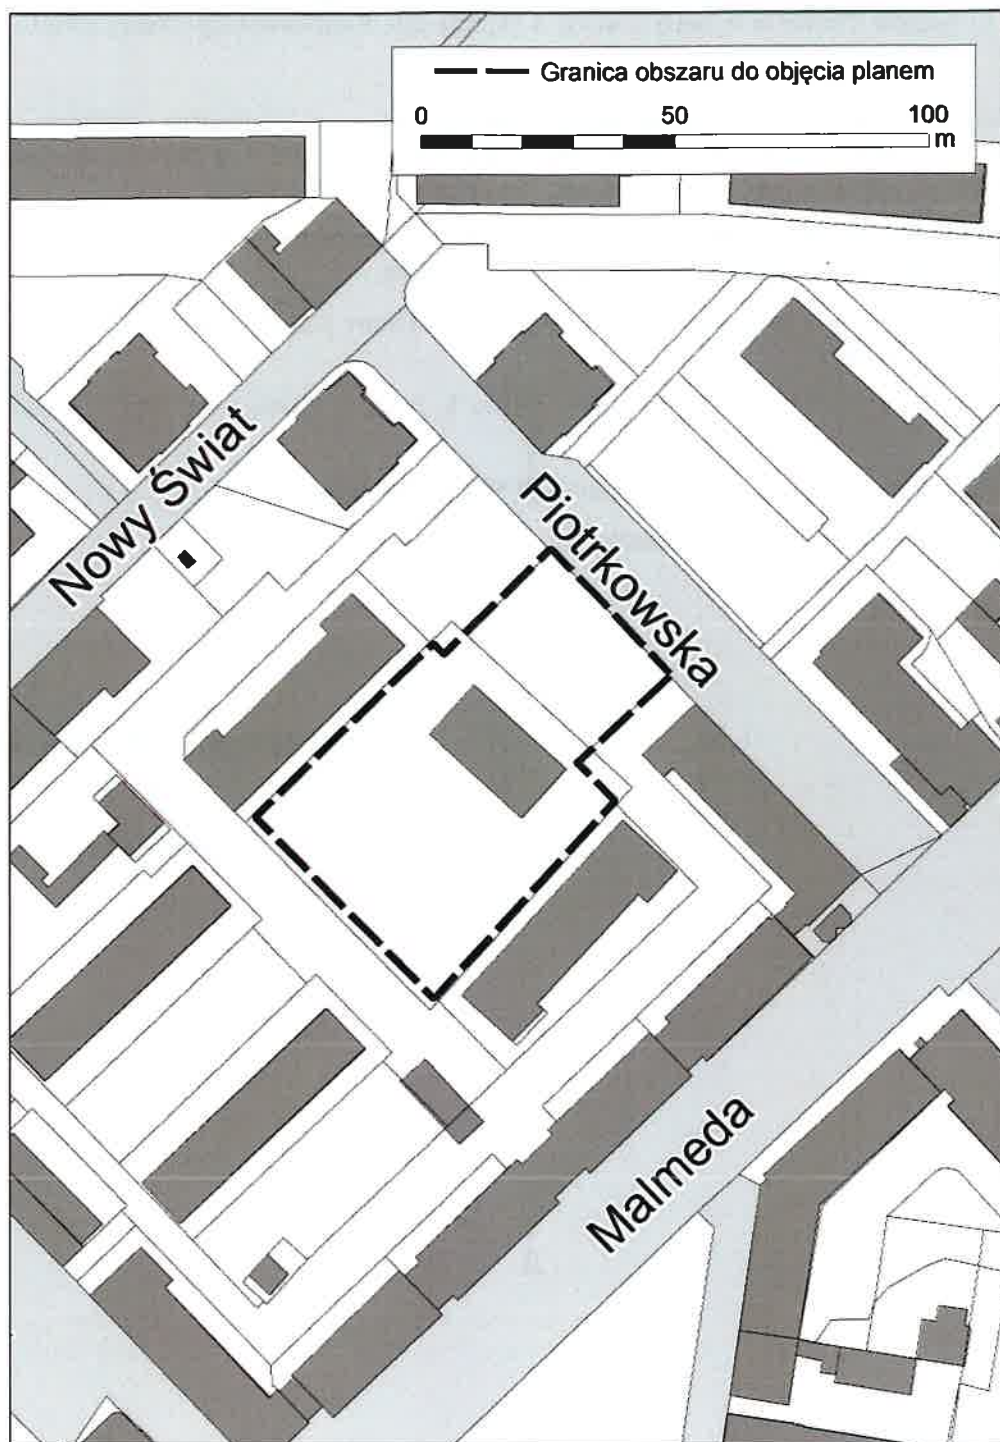 Granica obszaru do objęcia planem
0 50 100
m
Nowy Świat
Piotrkowska
Malmeda